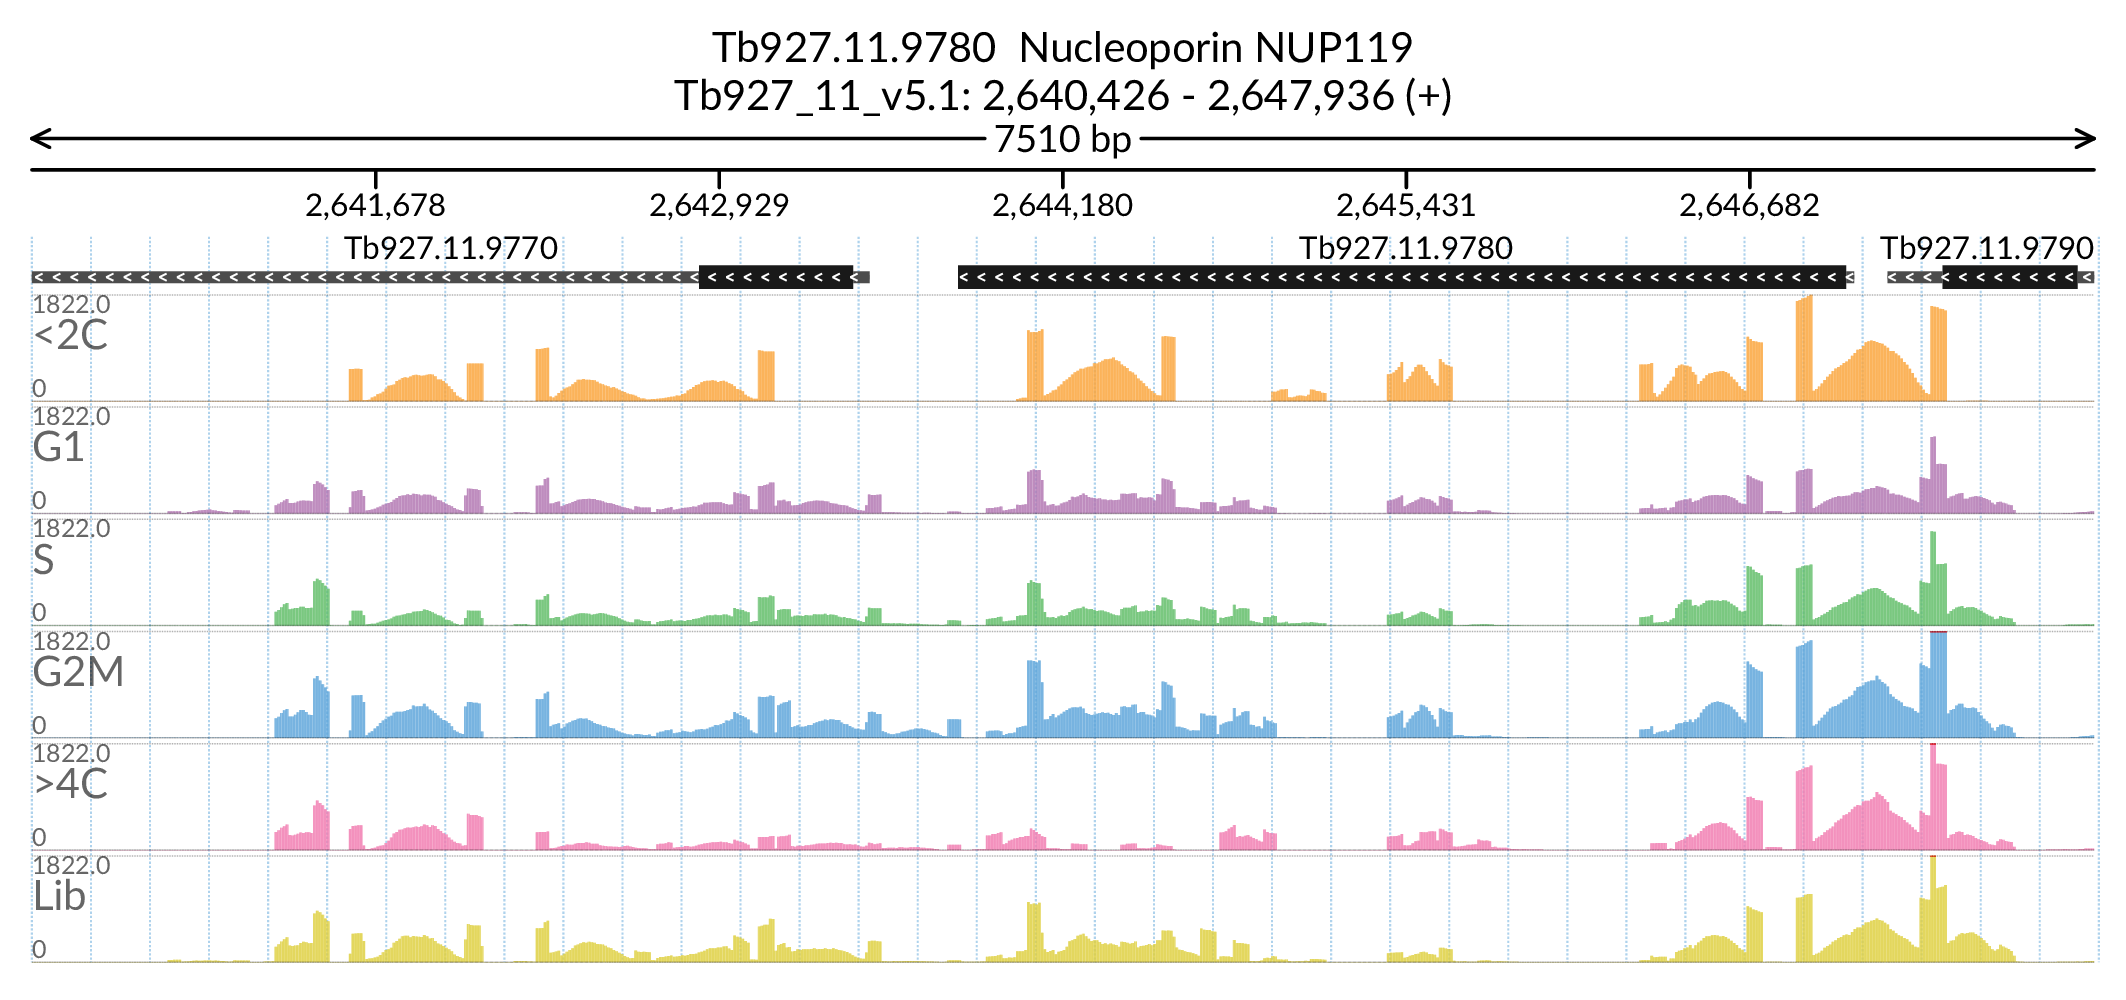 Tb927.11.9780 Nucleoporin NUP119
Tb927_11_v5.1: 2,640,426 - 2,647,936 (+)
7510 bp
2,641,678 2,642,929 2,644,180 2,645,431 2,646,682
Tb927.11.9770 Tb927.11.9780 Tb927.11.9790
1822.0
<2C
0
1822.0
G1
0
1822.0
S
0
1822.0
G2M
0
1822.0
>4C
0
1822.0
Lib
0